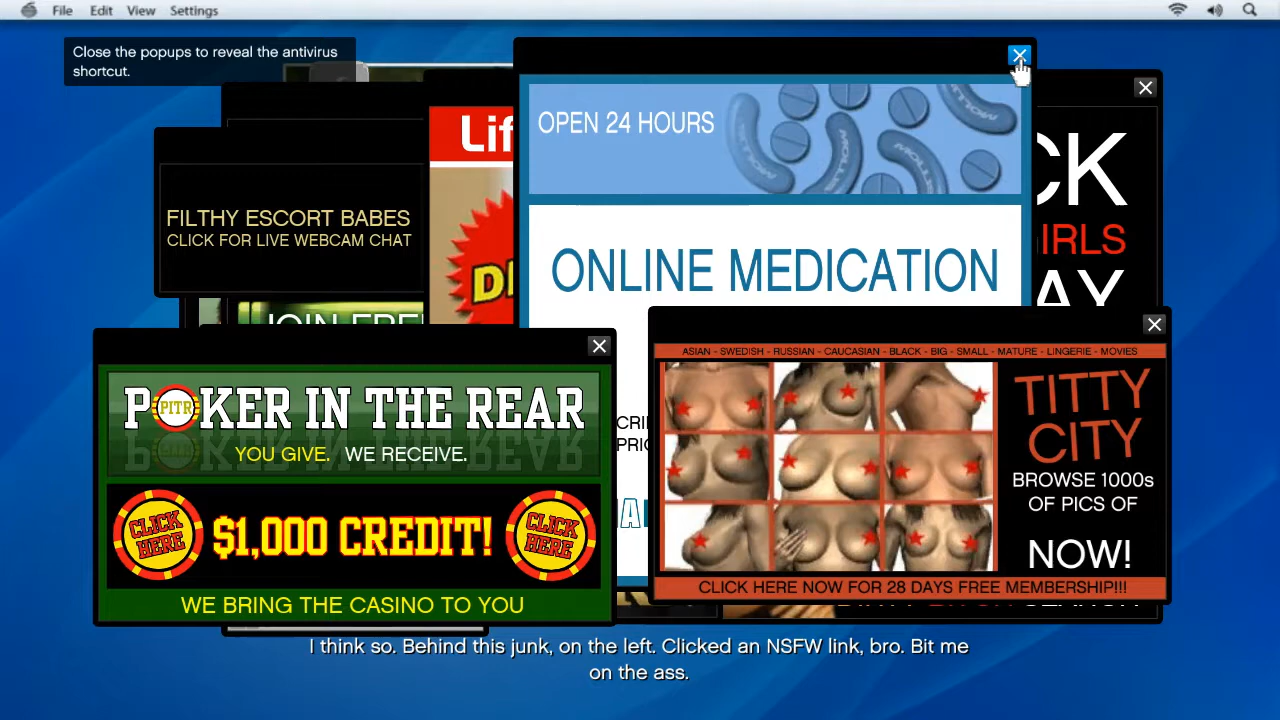 File Edit View Settings
Close the popups to reveal the antivirus
shortcut.
Lif
OPEN 24 HOURS
CK
FILTHY ESCORT BABES
CLICK FOR LIVE WEBCAM CHAT
IRLS
D
ONLINE MEDICATION
AY
JOIN FREE
ASIAN - SWEDISH - RUSSIAN - CAUCASIAN - BLACK - BIG - SMALL - MATURE - LINGERIE - MOVIES
POKER IN THE REAR
PITR
YOU GIVE. WE RECEIVE.
TITTY
CITY
BROWSE 1000s
OF PICS OF
NOW!
CLICK
HERE
$1,000 CREDIT!
CLICK
HERE
CLICK HERE NOW FOR 28 DAYS FREE MEMBERSHIP!!!
WE BRING THE CASINO TO YOU
I think so. Behind this junk, on the left. Clicked an NSFW link, bro. Bit me
on the ass.